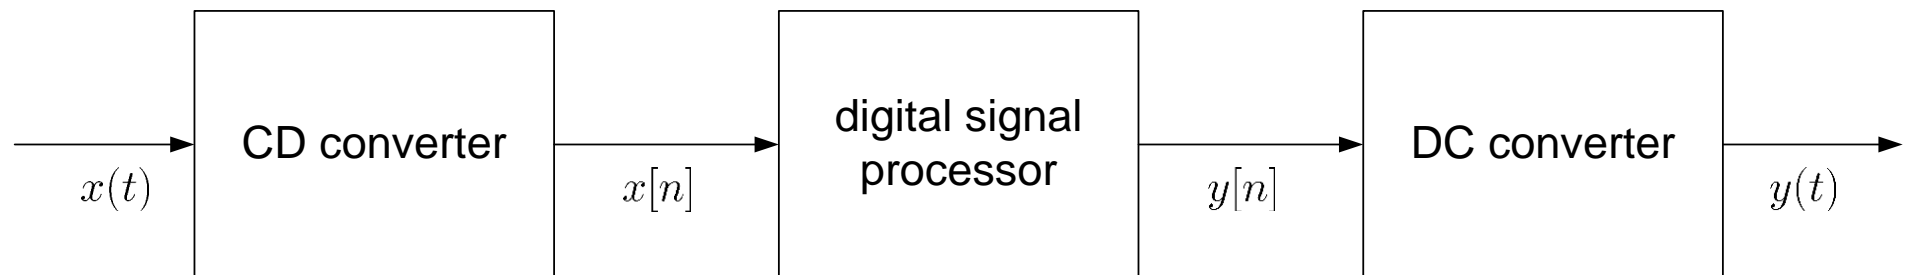 CD converter
digital signal
processor
DC converter
x(t)
x[n]
y[n]
y(t)